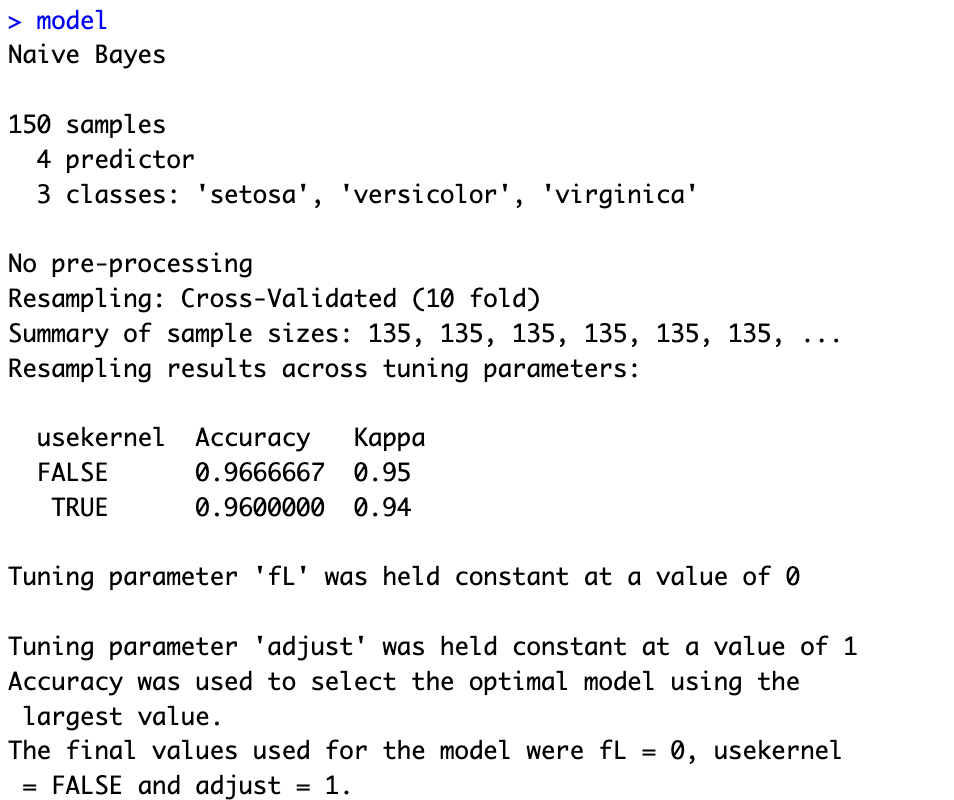 > model
Naive Bayes
150 samples
4 predictor
3 classes: 'setosa', 'versicolor', 'virginica'
No pre-processing
Resampling: Cross-Validated (10 fold)
Summary of sample sizes: 135, 135, 135, 135, 135, 135, ...
Resampling results across tuning parameters:
usekernel  Accuracy   Kappa
FALSE      0.9666667  0.95
TRUE      0.9600000  0.94
Tuning parameter 'fL' was held constant at a value of 0
Tuning parameter 'adjust' was held constant at a value of 1
Accuracy was used to select the optimal model using the
largest value.
The final values used for the model were fL = 0, usekernel
= FALSE and adjust = 1.